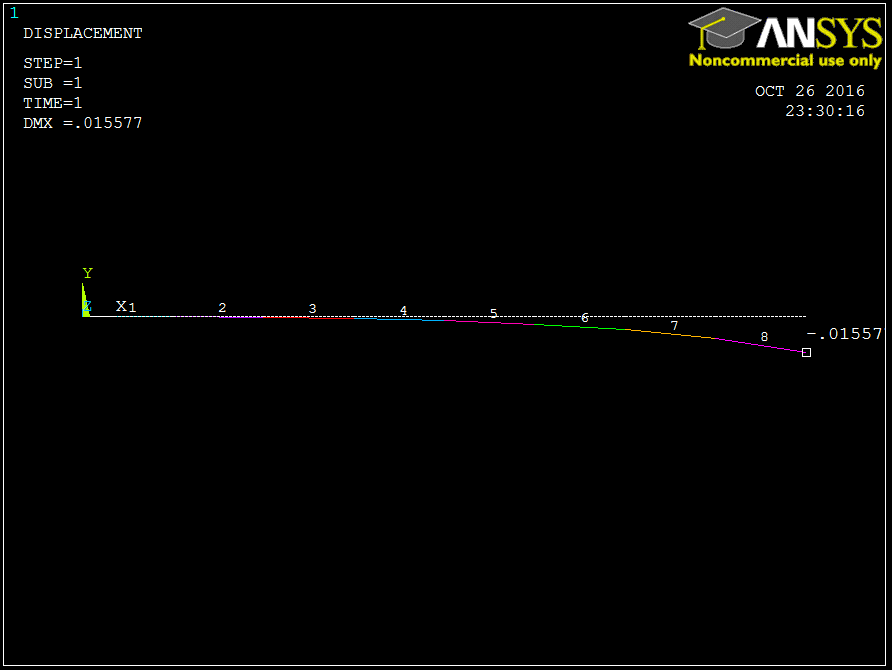 1
DISPLACEMENT
STEP=1
SUB =1
TIME=1
DMX =.015577
ANSYS
Noncommercial use only
OCT 26 2016
23:30:16
Y
Z
X1 2 3 4 5 6 7 8
-.01557